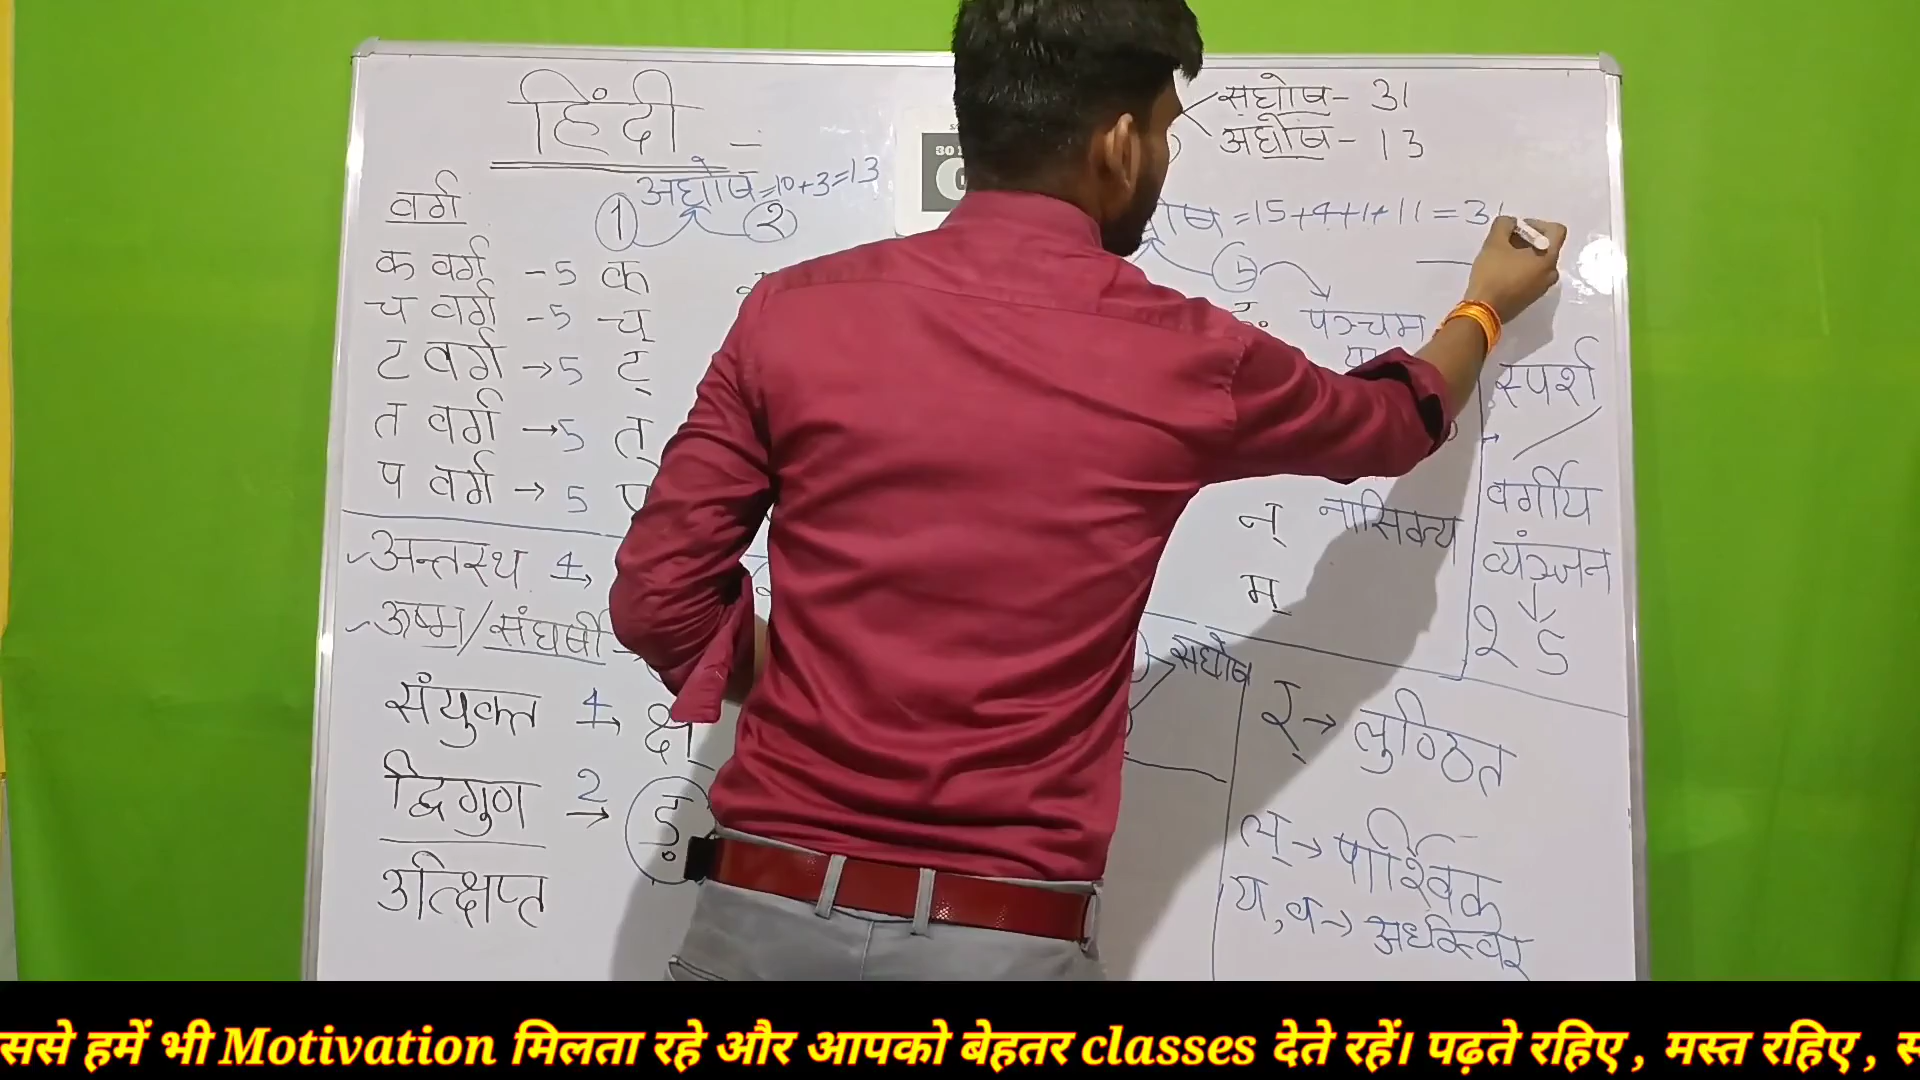 हिंदी -
सघोष - 31
अघोष - 13
अघोष = 10+3=13
= 15+4+1+11 = 31
वर्ग
1
2
5
क वर्ग - 5 क
च वर्ग - 5 च्
पञ्चम
ट वर्ग → 5 ट्
स्पर्श
त वर्ग → 5 त्
प वर्ग → 5
वर्गीय
न् नासिक्य
व्यंञ्जन
अन्तस्थ 4
म्
ऊष्म/संघर्षी
२५
सघोष
संयुक्त 4 → क्ष्
र् → लुण्ठित
द्विगुण 2 → ड़
ल् → पार्श्विक
उत्क्षिप्त
य, व → अर्धस्वर
हमें भी Motivation मिलता रहे और आपको बेहतर classes देते रहें। पढ़ते रहिए , मस्त रहिए ,